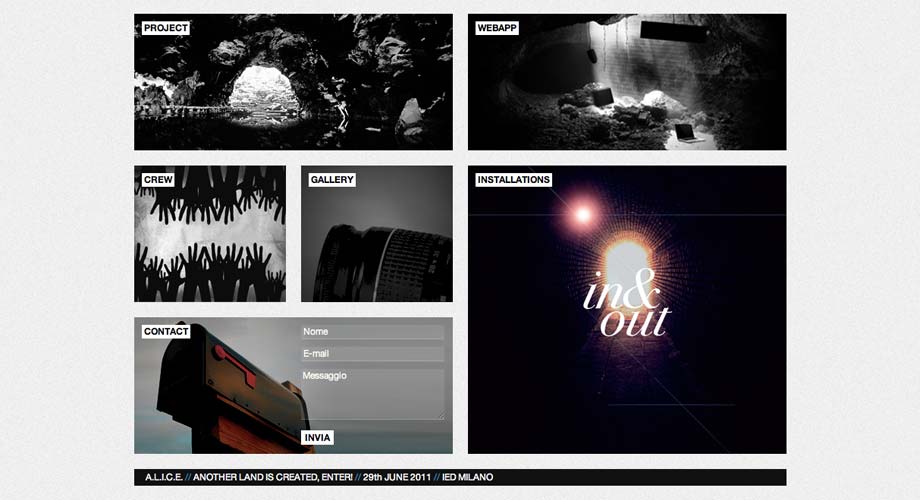 PROJECT
WEBAPP
CREW
GALLERY
INSTALLATIONS
in&
out
CONTACT
Nome
E-mail
Messaggio
INVIA
A.L.I.C.E. // ANOTHER LAND IS CREATED, ENTER! // 29th JUNE 2011 // IED MILANO